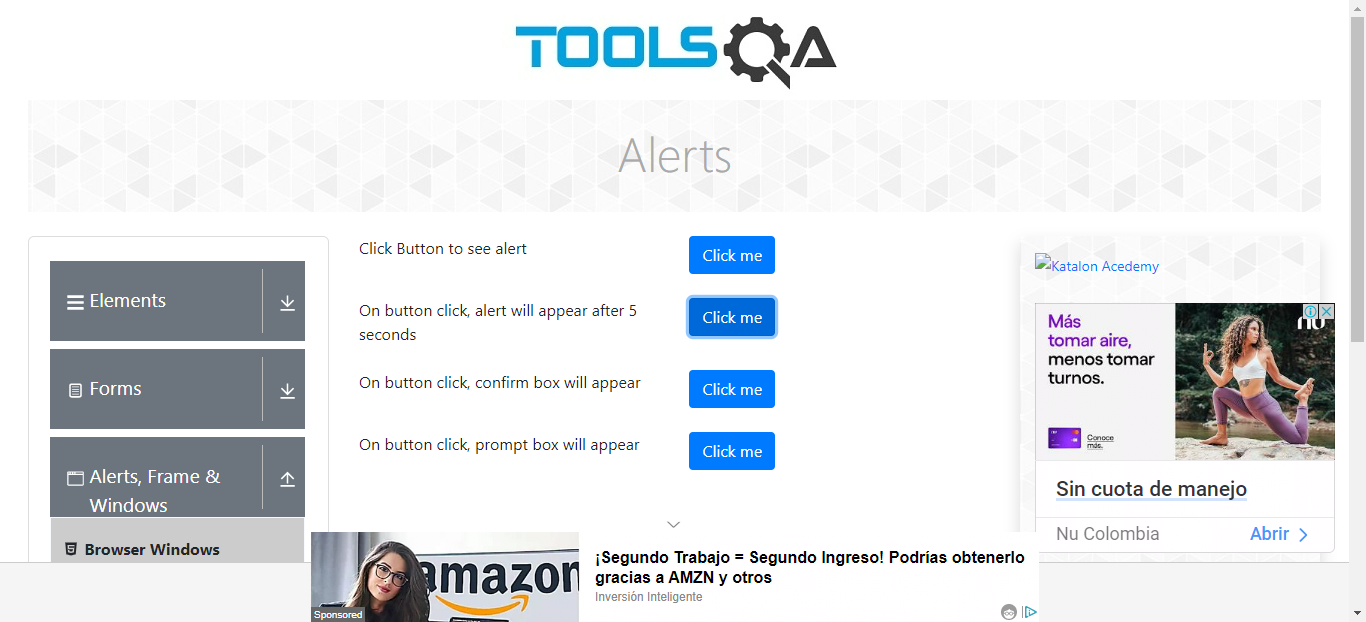 TOOLSQA
Alerts
Elements
Forms
Alerts, Frame &
Windows
Browser Windows
Click Button to see alert
Click me
On button click, alert will appear after 5
seconds
Click me
On button click, confirm box will appear
Click me
On button click, prompt box will appear
Click me
Katalon Acedemy
Más
tomar aire,
menos tomar
turnos.
Conoce
más.
nu
Sin cuota de manejo
Nu Colombia
Abrir
amazon
Sponsored
¡Segundo Trabajo = Segundo Ingreso! Podrías obtenerlo
gracias a AMZN y otros
Inversión Inteligente